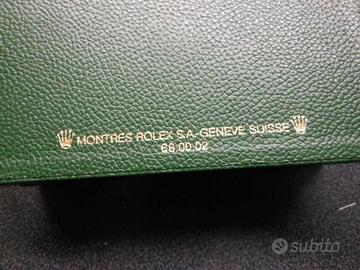 MONTRES ROLEX S.A.-GENEVE SUISSE
68.00.02
subito